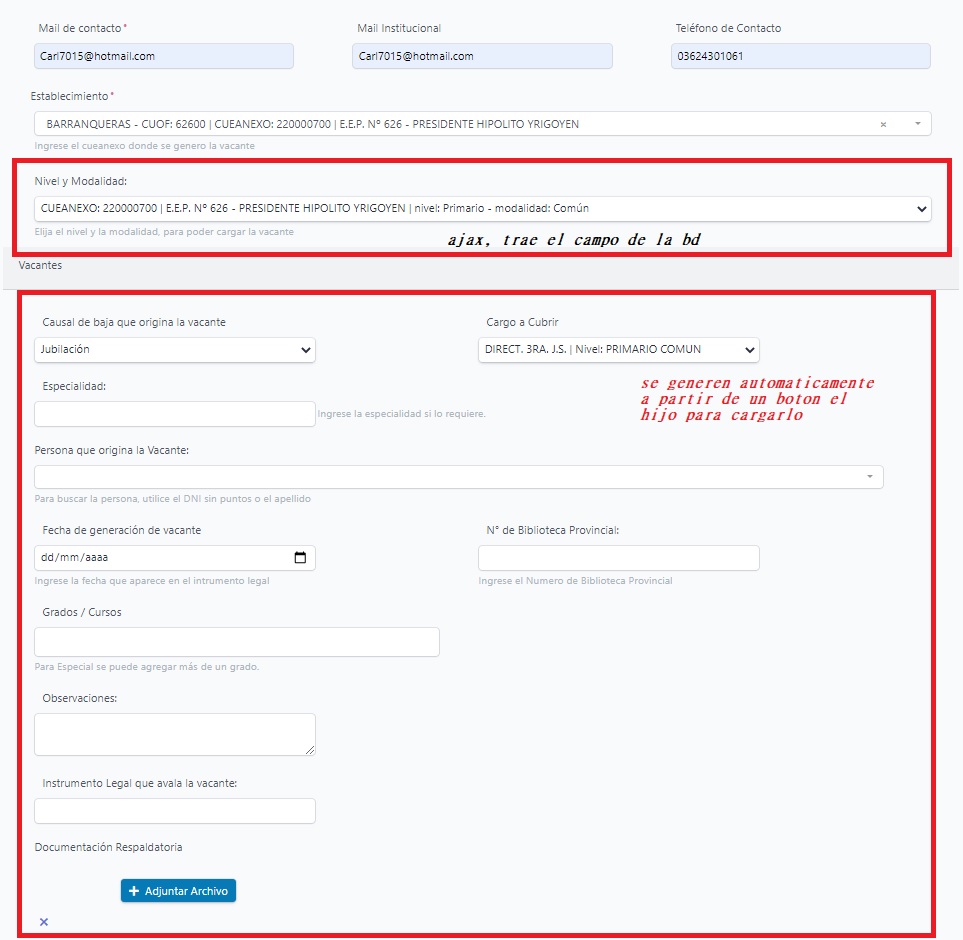 Mail de contacto*
Mail Institucional
Teléfono de Contacto
Carl7015@hotmail.com
Carl7015@hotmail.com
03624301061
Establecimiento*
BARRANQUERAS - CUOF: 62600 | CUEANEXO: 220000700 | E.E.P. Nº 626 - PRESIDENTE HIPOLITO YRIGOYEN
Ingrese el cueanexo donde se genero la vacante
Nivel y Modalidad:
CUEANEXO: 220000700 | E.E.P. Nº 626 - PRESIDENTE HIPOLITO YRIGOYEN | nivel: Primario - modalidad: Común
Elija el nivel y la modalidad, para poder cargar la vacante
ajax, trae el campo de la bd
Vacantes
Causal de baja que origina la vacante
Cargo a Cubrir
Jubilación
DIRECT. 3RA. J.S. | Nivel: PRIMARIO COMUN
Especialidad:
Ingrese la especialidad si lo requiere.
se generen automaticamente
a partir de un boton el
hijo para cargarlo
Persona que origina la Vacante:
Para buscar la persona, utilice el DNI sin puntos o el apellido
Fecha de generación de vacante
N° de Biblioteca Provincial:
dd/mm/aaaa
Ingrese la fecha que aparece en el intrumento legal
Ingrese el Numero de Biblioteca Provincial
Grados / Cursos
Para Especial se puede agregar más de un grado.
Observaciones:
Instrumento Legal que avala la vacante:
Documentación Respaldatoria
+ Adjuntar Archivo